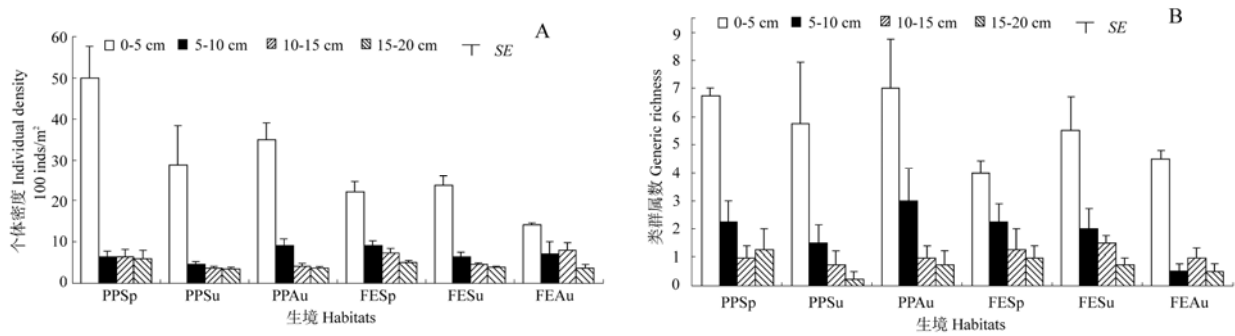 A
0-5 cm 5-10 cm 10-15 cm 15-20 cm SE
个体密度 Individual density
100 inds/m²
60
50
40
30
20
10
0
PPSp PPSu PPAu FESp FESu FEAu
生境 Habitats
B
0-5 cm 5-10 cm 10-15 cm 15-20 cm SE
类群属数 Generic richness
9
8
7
6
5
4
3
2
1
0
PPSp PPSu PPAu FESp FESu FEAu
生境 Habitats